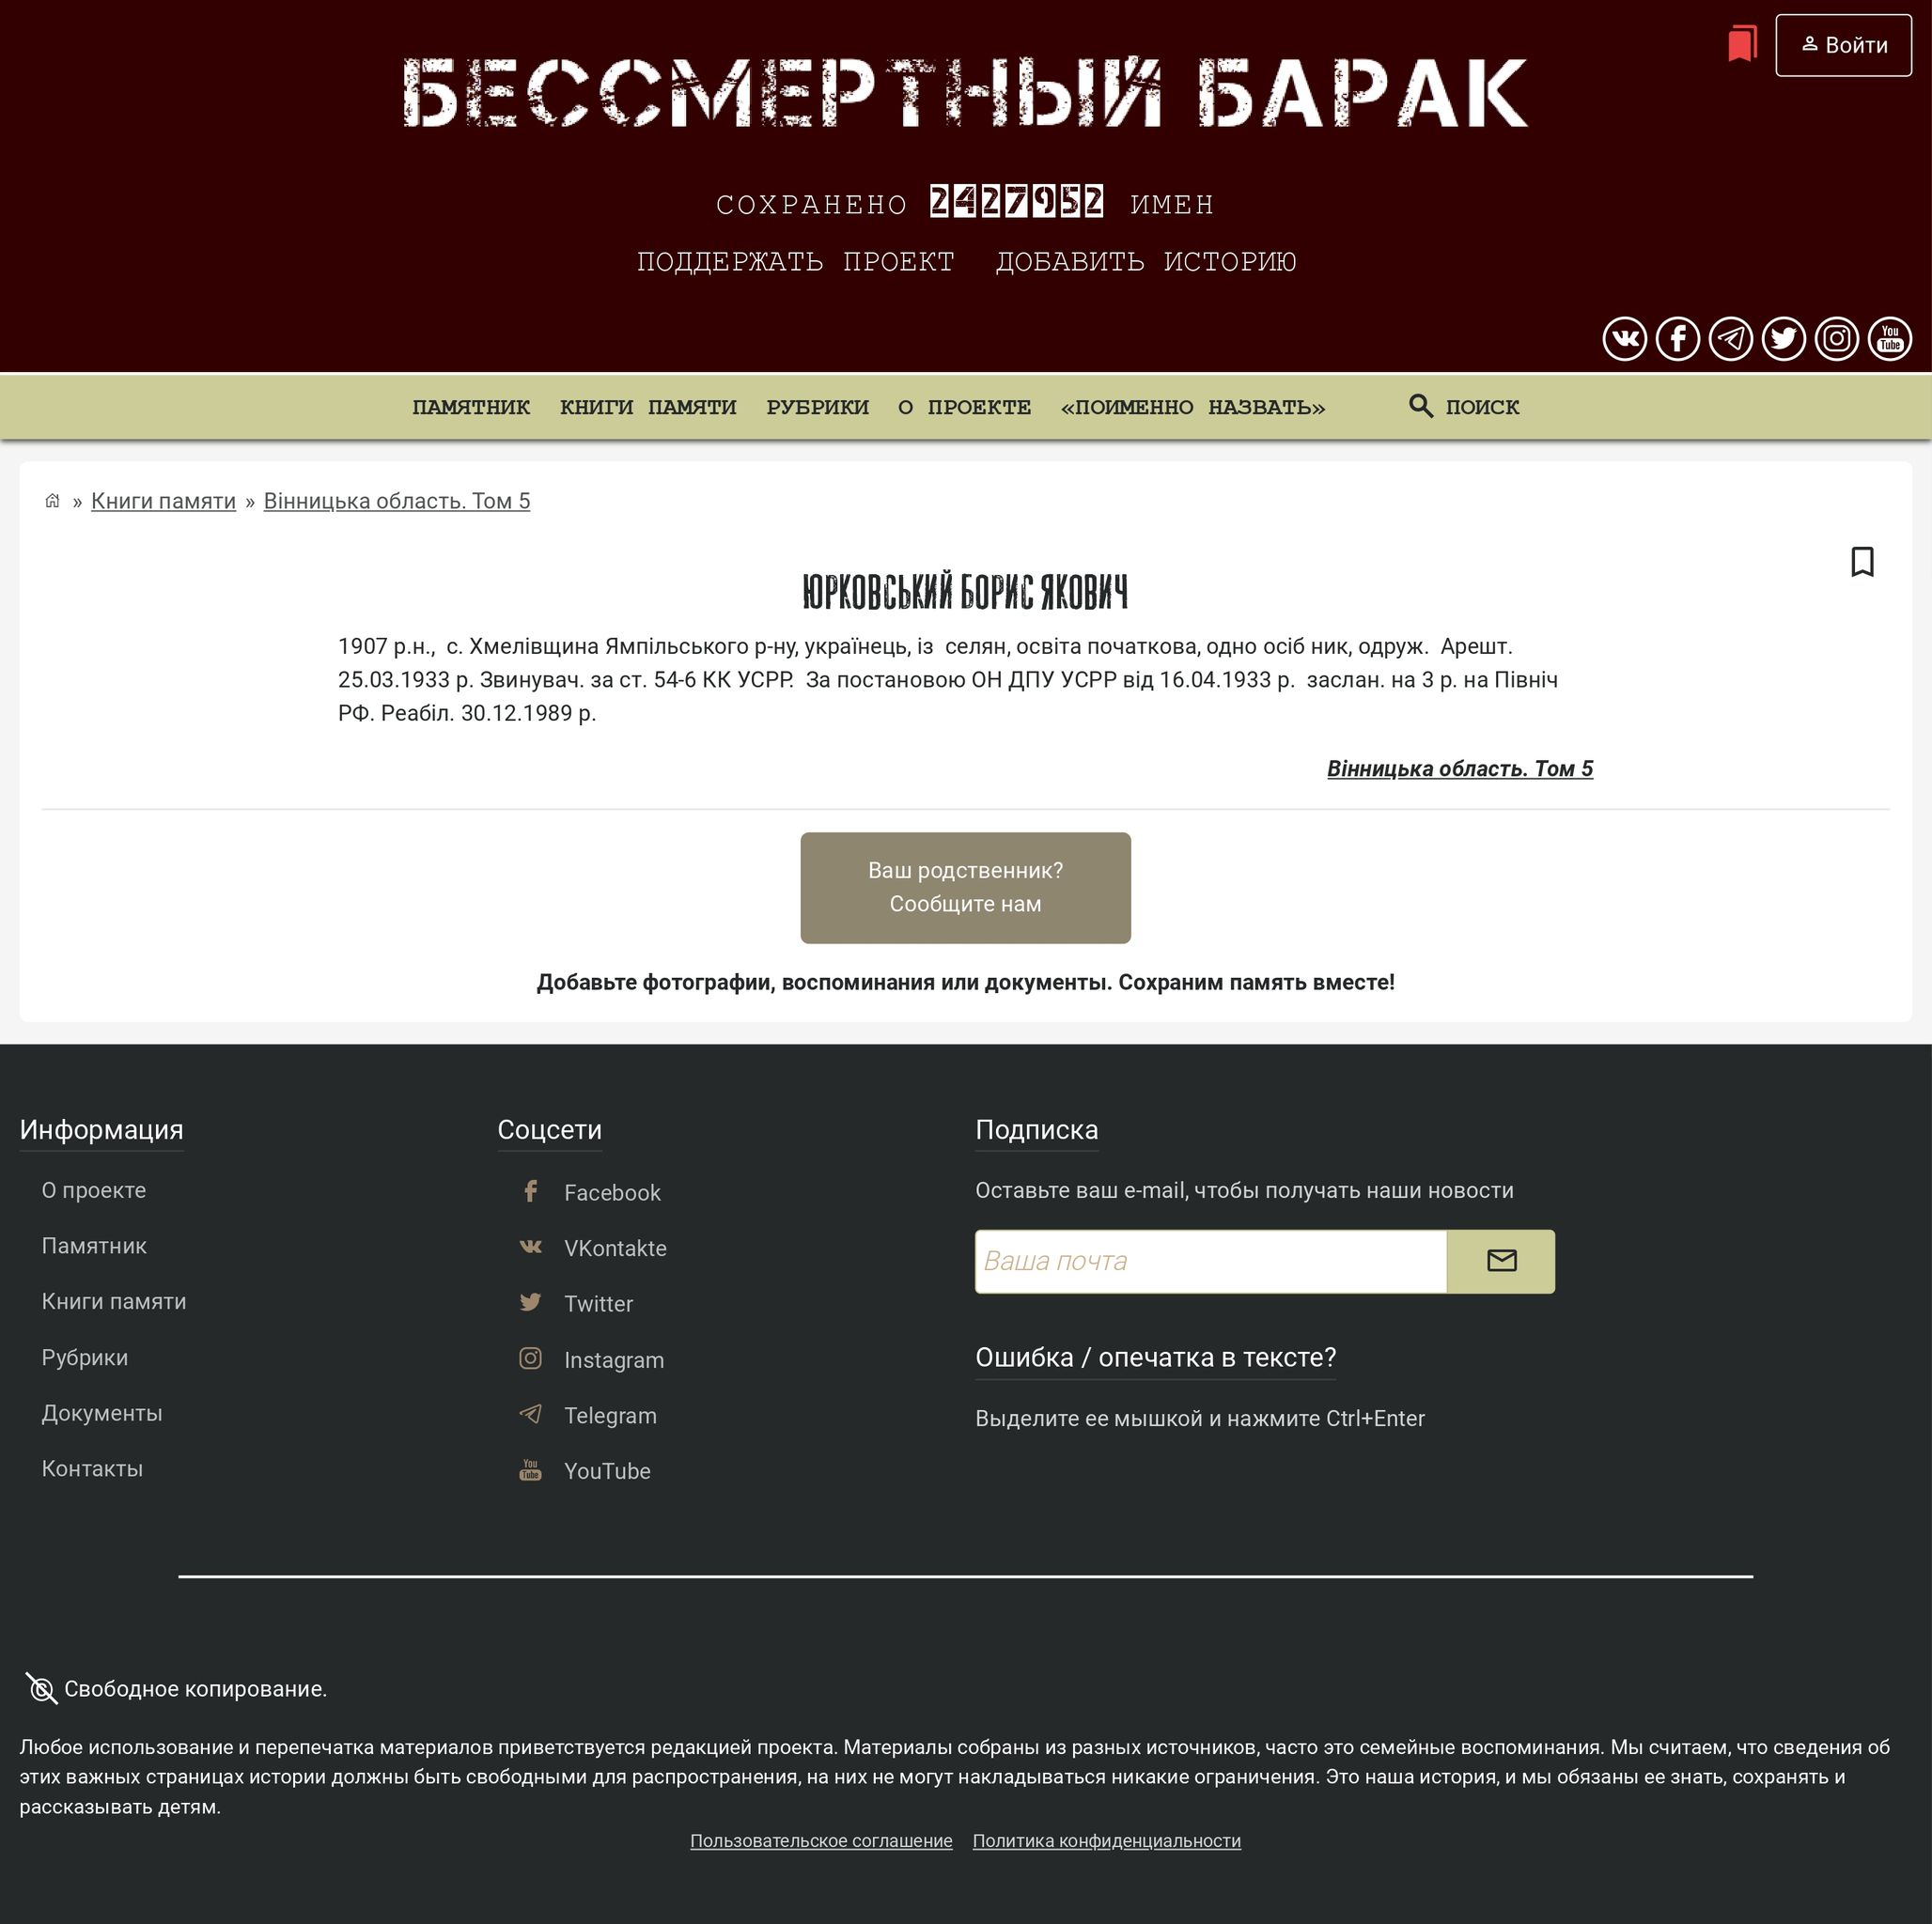 Войти
БЕССМЕРТНЫЙ БАРАК
СОХРАНЕНО 2427952 ИМЕН
ПОДДЕРЖАТЬ ПРОЕКТ ДОБАВИТЬ ИСТОРИЮ
You Tube
ПАМЯТНИК КНИГИ ПАМЯТИ РУБРИКИ О ПРОЕКТЕ «ПОИМЕННО НАЗВАТЬ» ПОИСК
» Книги памяти » Вінницька область. Том 5
ЮРКОВСЬКИЙ БОРИС ЯКОВИЧ
1907 р.н., с. Хмелівщина Ямпільського р-ну, українець, із селян, освіта початкова, одно осіб ник, одруж. Арешт.
25.03.1933 р. Звинувач. за ст. 54-6 КК УСРР. За постановою ОН ДПУ УСРР від 16.04.1933 р. заслан. на 3 р. на Північ
РФ. Реабіл. 30.12.1989 р.
Вінницька область. Том 5
Ваш родственник?
Сообщите нам
Добавьте фотографии, воспоминания или документы. Сохраним память вместе!
Информация
О проекте
Памятник
Книги памяти
Рубрики
Документы
Контакты
Соцсети
Facebook
VKontakte
Twitter
Instagram
Telegram
You Tube YouTube
Подписка
Оставьте ваш e-mail, чтобы получать наши новости
Ваша почта
Ошибка / опечатка в тексте?
Выделите ее мышкой и нажмите Ctrl+Enter
Свободное копирование.
Любое использование и перепечатка материалов приветствуется редакцией проекта. Материалы собраны из разных источников, часто это семейные воспоминания. Мы считаем, что сведения об
этих важных страницах истории должны быть свободными для распространения, на них не могут накладываться никакие ограничения. Это наша история, и мы обязаны ее знать, сохранять и
рассказывать детям.
Пользовательское соглашение Политика конфиденциальности